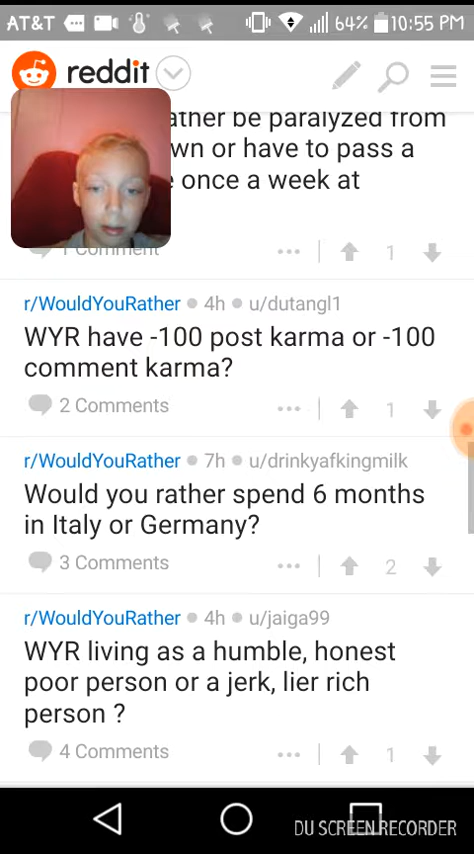 AT&T 64% 10:55 PM
reddit
ather be paralyzed from
wn or have to pass a
once a week at
1 Comment 1
r/WouldYouRather • 4h • u/dutangl1
WYR have -100 post karma or -100
comment karma?
2 Comments 1
r/WouldYouRather • 7h • u/drinkyafkingmilk
Would you rather spend 6 months
in Italy or Germany?
3 Comments 2
r/WouldYouRather • 4h • u/jaiga99
WYR living as a humble, honest
poor person or a jerk, lier rich
person ?
4 Comments 1
DU SCREEN RECORDER